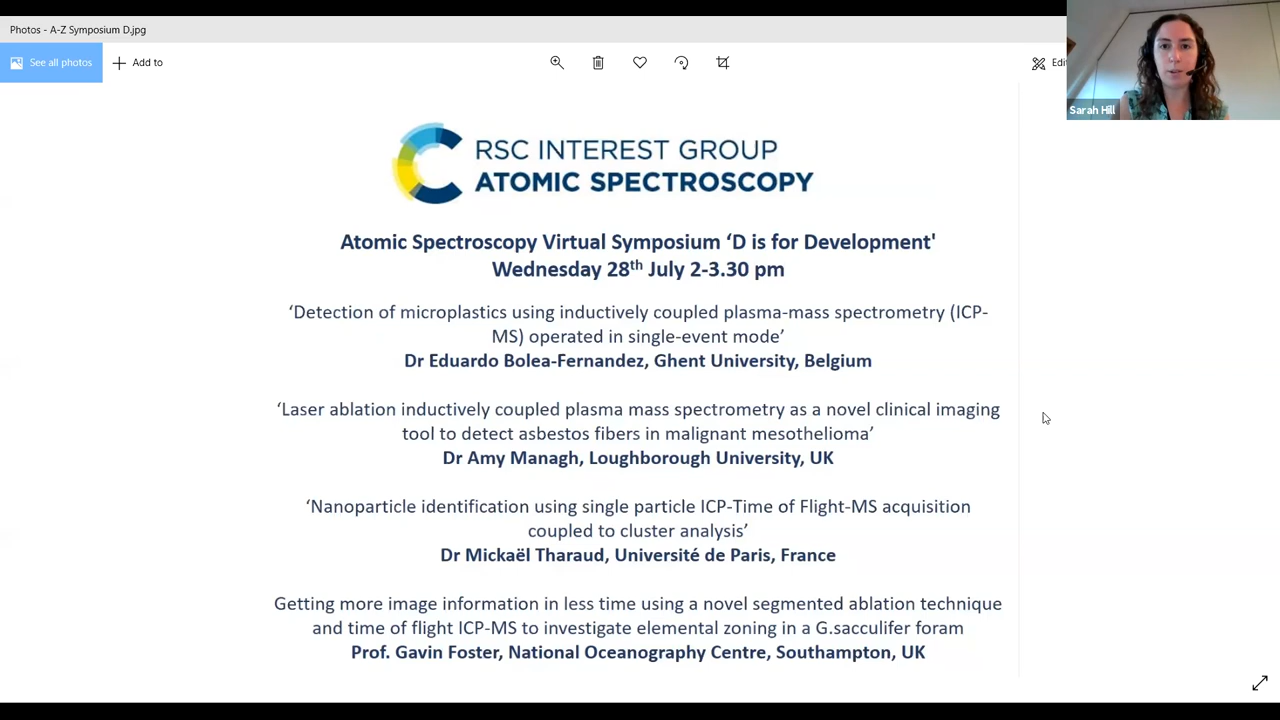 Photos - A-Z Symposium D.jpg
See all photos
Add to
Edi
Sarah Hill
RSC INTEREST GROUP
ATOMIC SPECTROSCOPY
Atomic Spectroscopy Virtual Symposium ‘D is for Development'
Wednesday 28th July 2-3.30 pm
‘Detection of microplastics using inductively coupled plasma-mass spectrometry (ICP-
MS) operated in single-event mode’
Dr Eduardo Bolea-Fernandez, Ghent University, Belgium
‘Laser ablation inductively coupled plasma mass spectrometry as a novel clinical imaging
tool to detect asbestos fibers in malignant mesothelioma’
Dr Amy Managh, Loughborough University, UK
‘Nanoparticle identification using single particle ICP-Time of Flight-MS acquisition
coupled to cluster analysis’
Dr Mickaël Tharaud, Université de Paris, France
Getting more image information in less time using a novel segmented ablation technique
and time of flight ICP-MS to investigate elemental zoning in a G.sacculifer foram
Prof. Gavin Foster, National Oceanography Centre, Southampton, UK